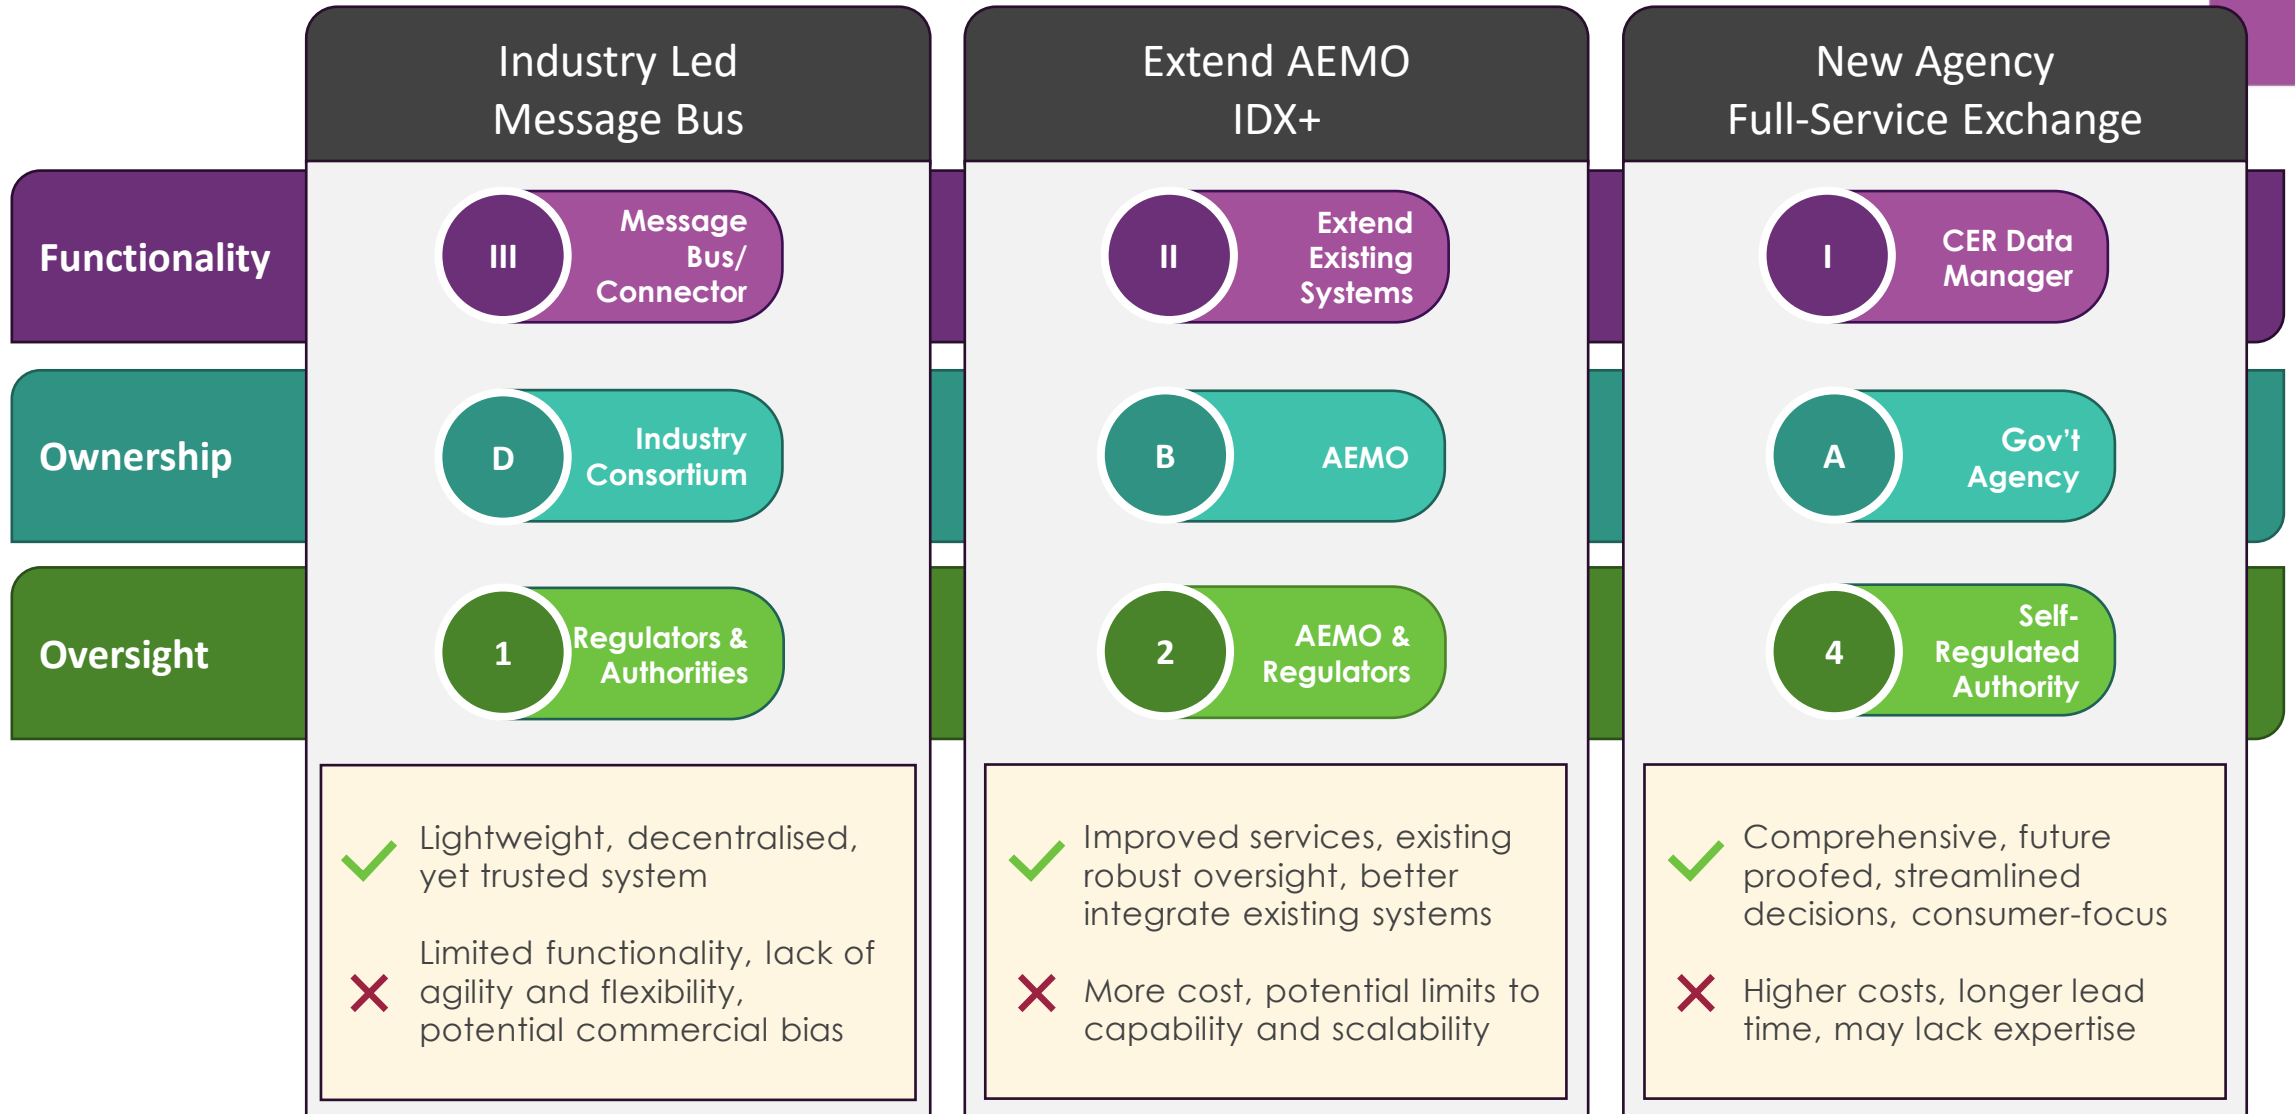 Industry Led
Message Bus
Extend AEMO
IDX+
New Agency
Full-Service Exchange
Functionality
III
Message
Bus/
Connector
II
Extend
Existing
Systems
I
CER Data
Manager
Ownership
D
Industry
Consortium
B
AEMO
A
Gov’t
Agency
Oversight
1
Regulators &
Authorities
2
AEMO &
Regulators
4
Self-
Regulated
Authority
Lightweight, decentralised,
yet trusted system
Limited functionality, lack of
agility and flexibility,
potential commercial bias
Improved services, existing
robust oversight, better
integrate existing systems
More cost, potential limits to
capability and scalability
Comprehensive, future
proofed, streamlined
decisions, consumer-focus
Higher costs, longer lead
time, may lack expertise